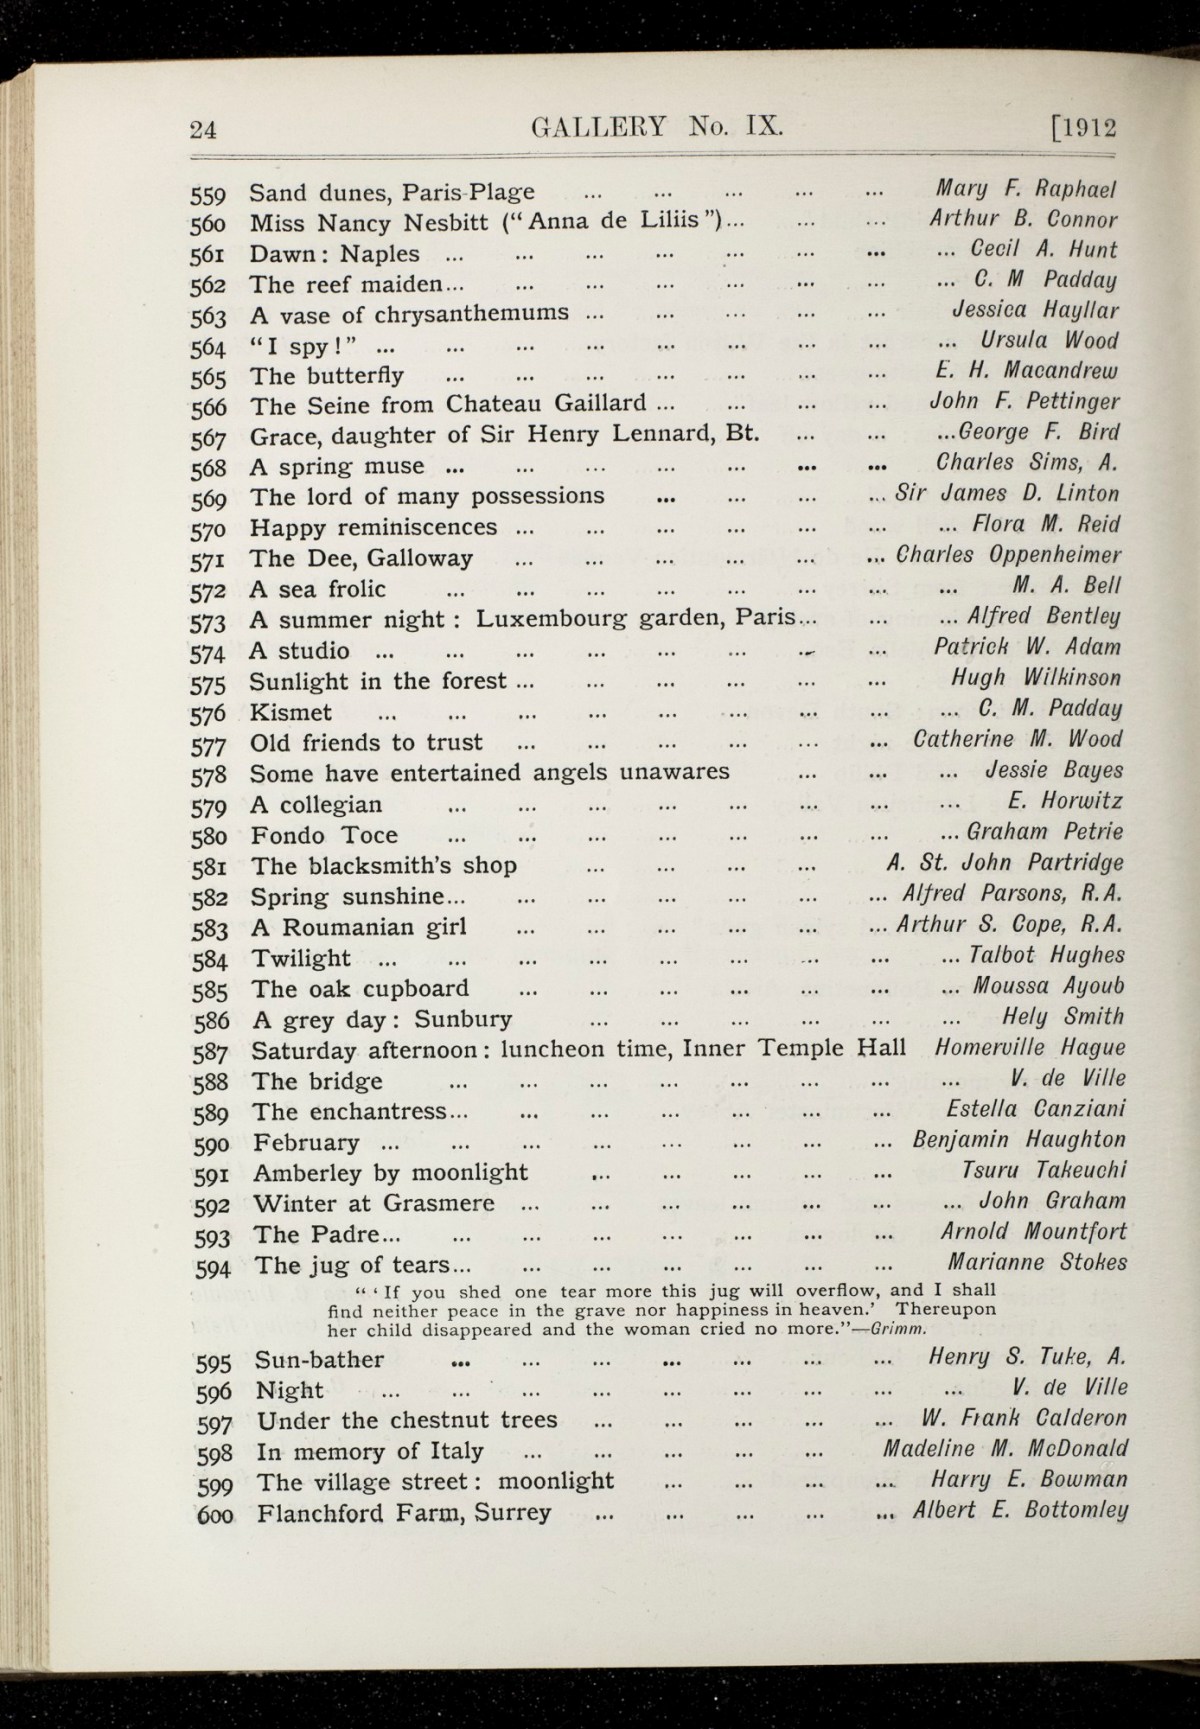 24 GALLERY No. IX. [1912
559 Sand dunes, Paris-Plage ... ... ... ... ... Mary F. Raphael
560 Miss Nancy Nesbitt (“Anna de Liliis”)... ... ... Arthur B. Connor
561 Dawn: Naples ... ... ... ... ... ... ... ... Cecil A. Hunt
562 The reef maiden... ... ... ... ... ... ... ... C. M Padday
563 A vase of chrysanthemums ... ... ... ... ... Jessica Hayllar
564 “I spy!” ... ... ... ... ... ... ... ... ... Ursula Wood
565 The butterfly ... ... ... ... ... ... ... E. H. Macandrew
566 The Seine from Chateau Gaillard ... ... ... ... John F. Pettinger
567 Grace, daughter of Sir Henry Lennard, Bt. ... ... ...George F. Bird
568 A spring muse ... ... ... ... ... ... ... Charles Sims, A.
569 The lord of many possessions ... ... ... ... Sir James D. Linton
570 Happy reminiscences ... ... ... ... ... ... ... Flora M. Reid
571 The Dee, Galloway ... ... ... ... ... ... Charles Oppenheimer
572 A sea frolic ... ... ... ... ... ... ... ... M. A. Bell
573 A summer night: Luxembourg garden, Paris... ... ... Alfred Bentley
574 A studio ... ... ... ... ... ... ... ... Patrick W. Adam
575 Sunlight in the forest ... ... ... ... ... ... Hugh Wilkinson
576 Kismet ... ... ... ... ... ... ... ... ... C. M. Padday
577 Old friends to trust ... ... ... ... ... ... Catherine M. Wood
578 Some have entertained angels unawares ... ... ... Jessie Bayes
579 A collegian ... ... ... ... ... ... ... ... E. Horwitz
580 Fondo Toce ... ... ... ... ... ... ... ... Graham Petrie
581 The blacksmith’s shop ... ... ... ... A. St. John Partridge
582 Spring sunshine... ... ... ... ... ... ... Alfred Parsons, R.A.
583 A Roumanian girl ... ... ... ... ... ... Arthur S. Cope, R.A.
584 Twilight ... ... ... ... ... ... ... ... ... Talbot Hughes
585 The oak cupboard ... ... ... ... ... ... ... Moussa Ayoub
586 A grey day: Sunbury ... ... ... ... ... ... Hely Smith
587 Saturday afternoon: luncheon time, Inner Temple Hall Homerville Hague
588 The bridge ... ... ... ... ... ... ... ... V. de Ville
589 The enchantress... ... ... ... ... ... ... Estella Canziani
590 February ... ... ... ... ... ... ... ... Benjamin Haughton
591 Amberley by moonlight ... ... ... ... ... Tsuru Takeuchi
592 Winter at Grasmere ... ... ... ... ... ... ... John Graham
593 The Padre... ... ... ... ... ... ... ... Arnold Mountfort
594 The jug of tears... ... ... ... ... ... ... Marianne Stokes
“ ‘ If you shed one tear more this jug will overflow, and I shall
find neither peace in the grave nor happiness in heaven.’ Thereupon
her child disappeared and the woman cried no more.”—Grimm.
595 Sun-bather ... ... ... ... ... ... ... Henry S. Tuke, A.
596 Night ... ... ... ... ... ... ... ... ... V. de Ville
597 Under the chestnut trees ... ... ... ... ... W. Frank Calderon
598 In memory of Italy ... ... ... ... ... Madeline M. McDonald
599 The village street: moonlight ... ... ... ... Harry E. Bowman
600 Flanchford Farm, Surrey ... ... ... ... ... Albert E. Bottomley